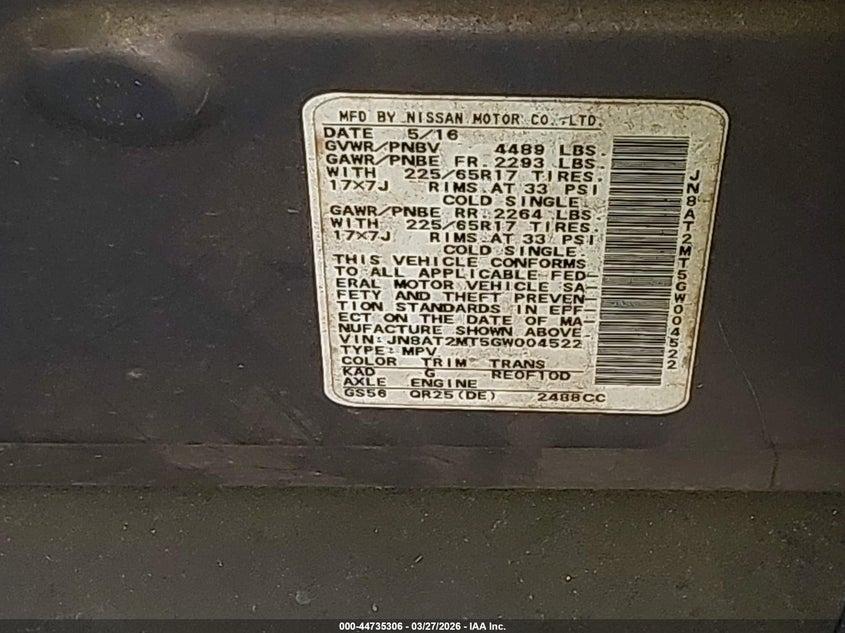 MFD BY NISSAN MOTOR CO.,LTD.
DATE 5/16
GVWR/PNBV 4489 LBS.
GAWR/PNBE FR. 2293 LBS.
WITH 225/65R17 TIRES.
17×7J RIMS.AT 33 PSI
COLD SINGLE.
GAWR/PNBE RR. 2264 LBS.
WITH 225/65R17 TIRES.
17×7J RIMS.AT 33 PSI
COLD SINGLE.
THIS VEHICLE CONFORMS
TO ALL APPLICABLE FED-
ERAL MOTOR VEHICLE SA-
FETY AND THEFT PREVEN-
TION STANDARDS IN EFF-
ECT ON THE DATE OF MA-
NUFACTURE SHOWN ABOVE.
VIN:JN8AT2MT5GW004522
TYPE:MPV
COLOR TRIM TRANS
KAD G RE0F10D
AXLE ENGINE
GS56 QR25(DE) 2488CC
JN8AT2MT5GW004522
000-44735306 - 03/27/2026 - IAA Inc.